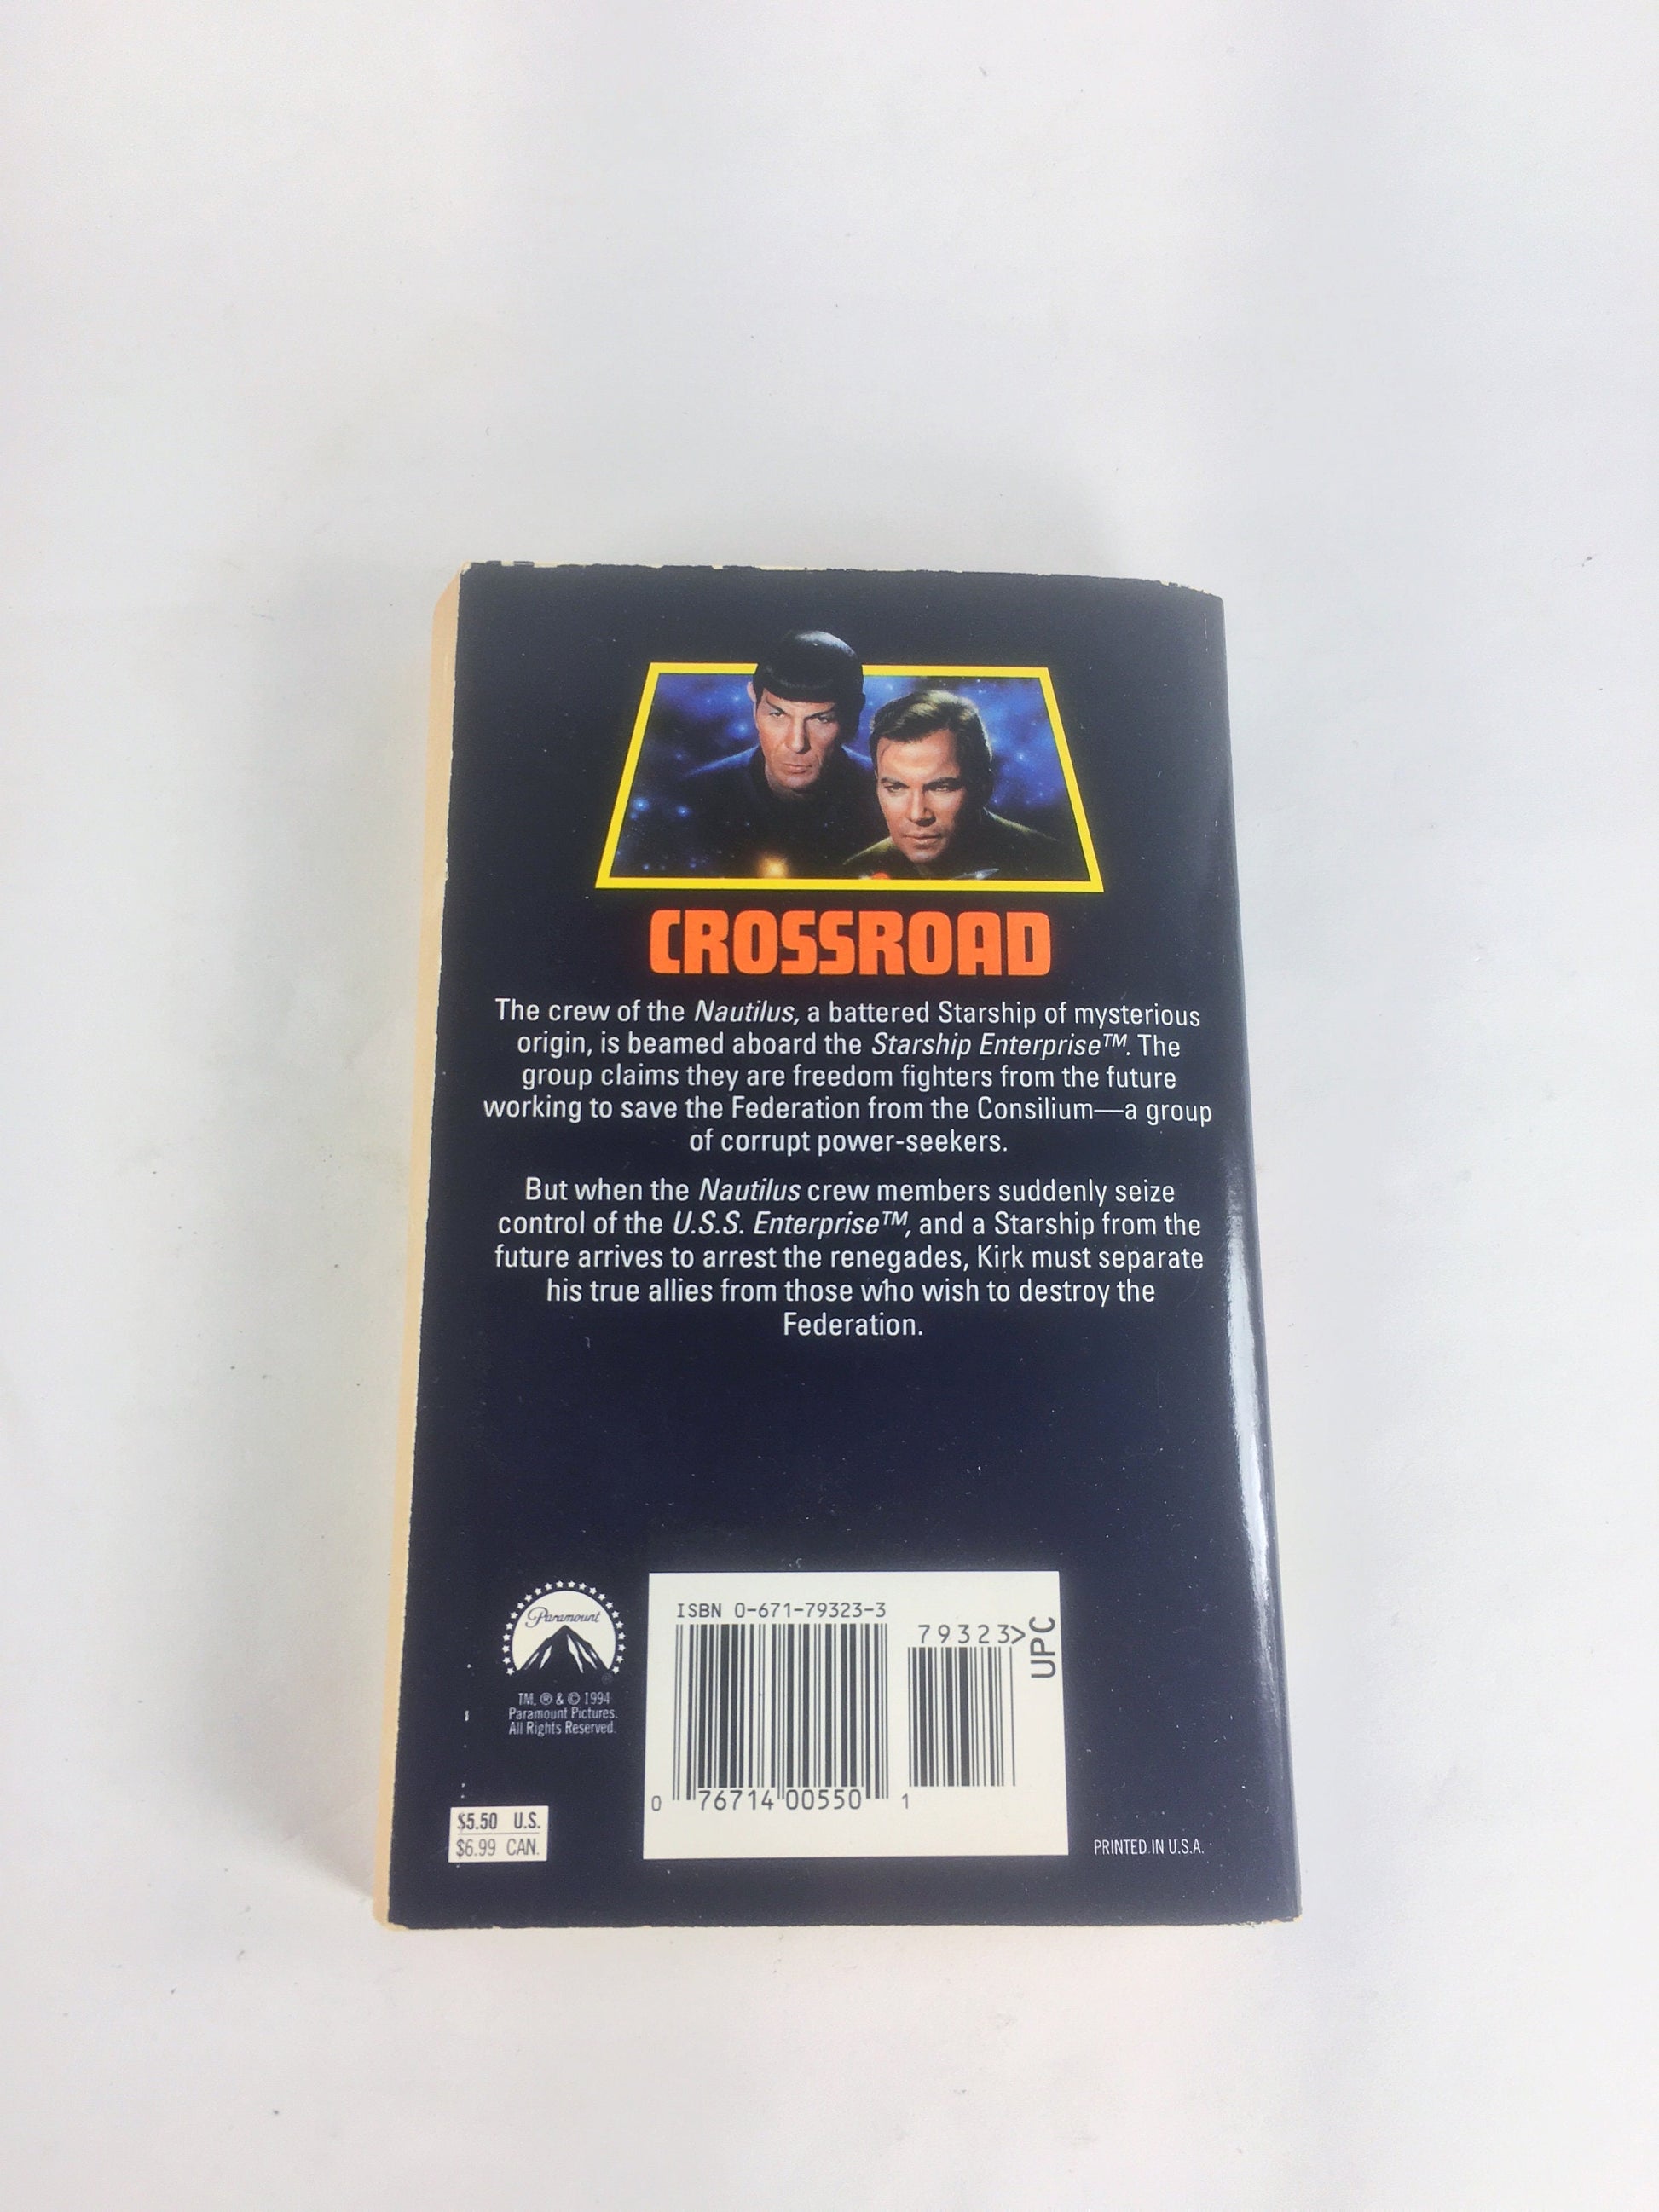 CROSSROAD
The crew of the Nautilus, a battered Starship of mysterious
origin, is beamed aboard the Starship Enterprise™. The
group claims they are freedom fighters from the future
working to save the Federation from the Consilium—a group
of corrupt power-seekers.
But when the Nautilus crew members suddenly seize
control of the U.S.S. Enterprise™, and a Starship from the
future arrives to arrest the renegades, Kirk must separate
his true allies from those who wish to destroy the
Federation.
Paramount
®
TM, ® & © 1994
Paramount Pictures.
All Rights Reserved.
$5.50 U.S.
$6.99 CAN.
ISBN 0-671-79323-3
79323>
UPC
0 76714 00550 1
PRINTED IN U.S.A.